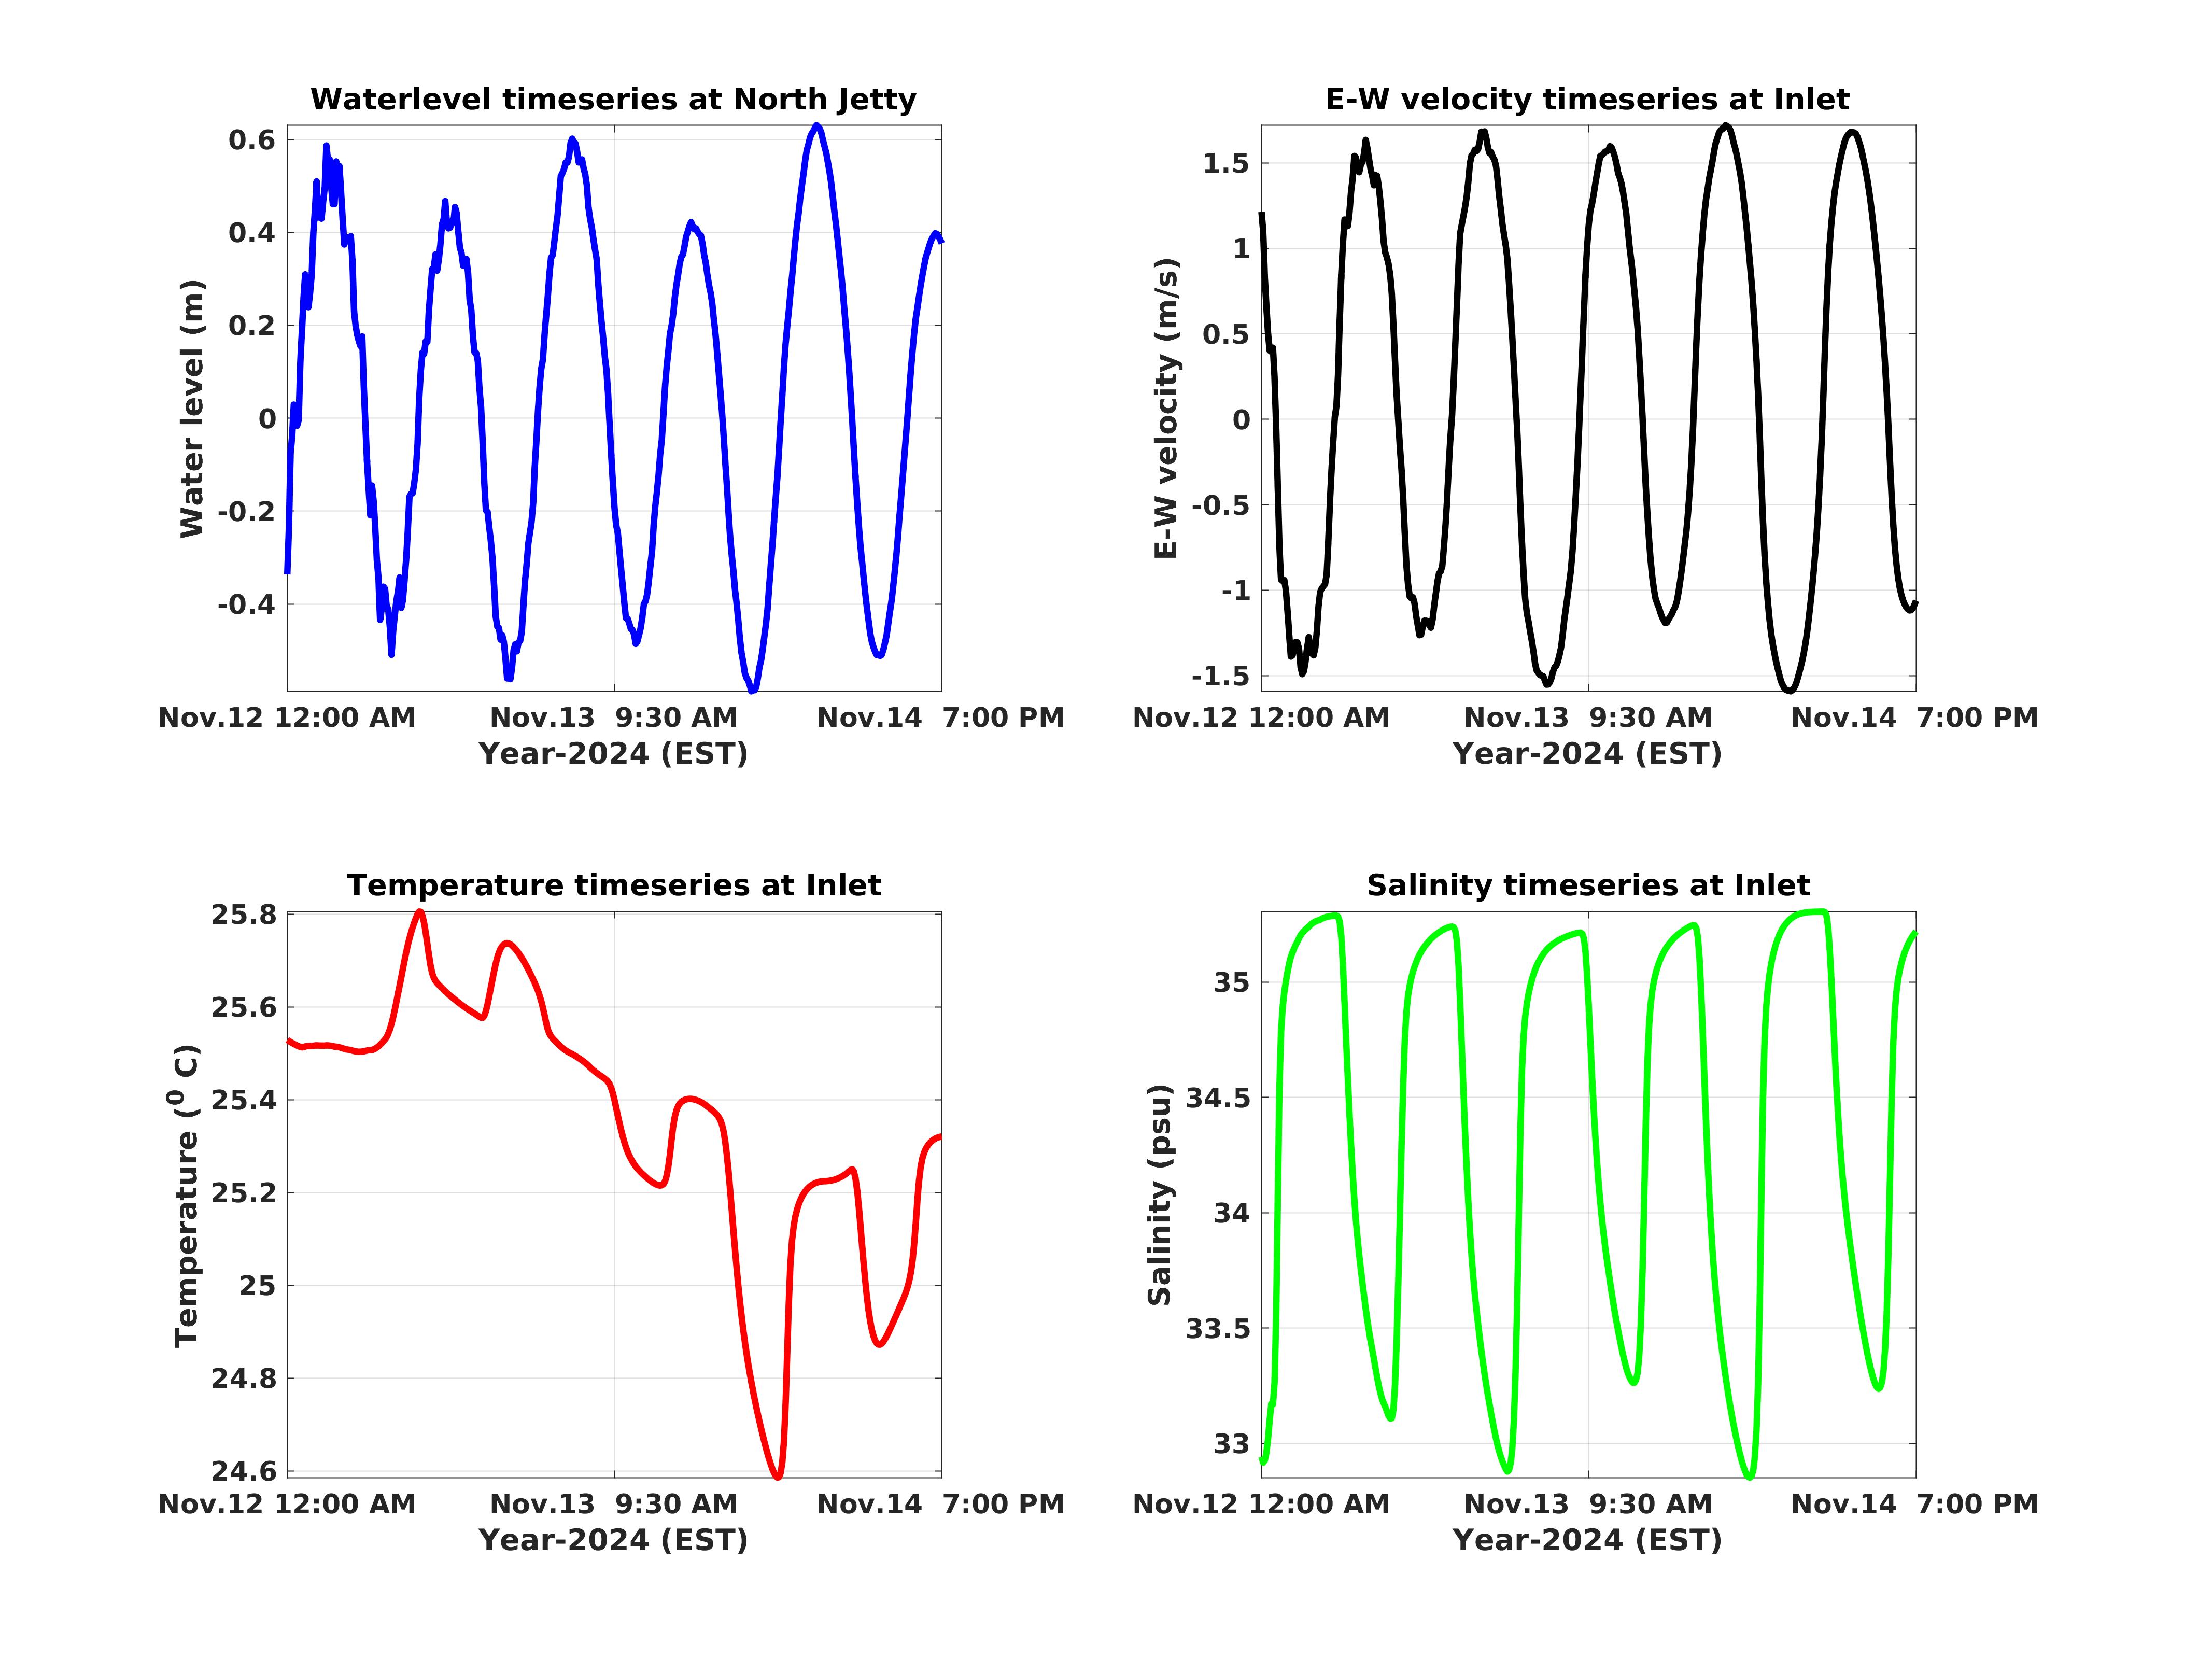 Waterlevel timeseries at North Jetty
0.6
0.4
0.2
0
-0.2
-0.4
Water level (m)
Nov.12 12:00 AM
Nov.13 9:30 AM
Nov.14 7:00 PM
Year-2024 (EST)
E-W velocity timeseries at Inlet
1.5
1
0.5
0
-0.5
-1
-1.5
E-W velocity (m/s)
Nov.12 12:00 AM
Nov.13 9:30 AM
Nov.14 7:00 PM
Year-2024 (EST)
Temperature timeseries at Inlet
25.8
25.6
25.4
25.2
25
24.8
24.6
Temperature (⁰ C)
Nov.12 12:00 AM
Nov.13 9:30 AM
Nov.14 7:00 PM
Year-2024 (EST)
Salinity timeseries at Inlet
35
34.5
34
33.5
33
Salinity (psu)
Nov.12 12:00 AM
Nov.13 9:30 AM
Nov.14 7:00 PM
Year-2024 (EST)